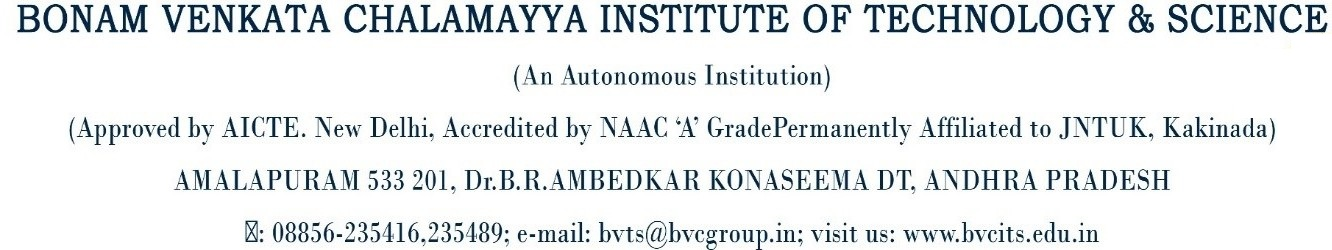 BONAM VENKATA CHALAMAYYA INSTITUTE OF TECHNOLOGY & SCIENCE
(An Autonomous Institution)
(Approved by AICTE. New Delhi, Accredited by NAAC ‘A’ GradePermanently Affiliated to JNTUK, Kakinada)
AMALAPURAM 533 201, Dr.B.R.AMBEDKAR KONASEEMA DT, ANDHRA PRADESH
: 08856-235416,235489; e-mail: bvts@bvcgroup.in; visit us: www.bvcits.edu.in